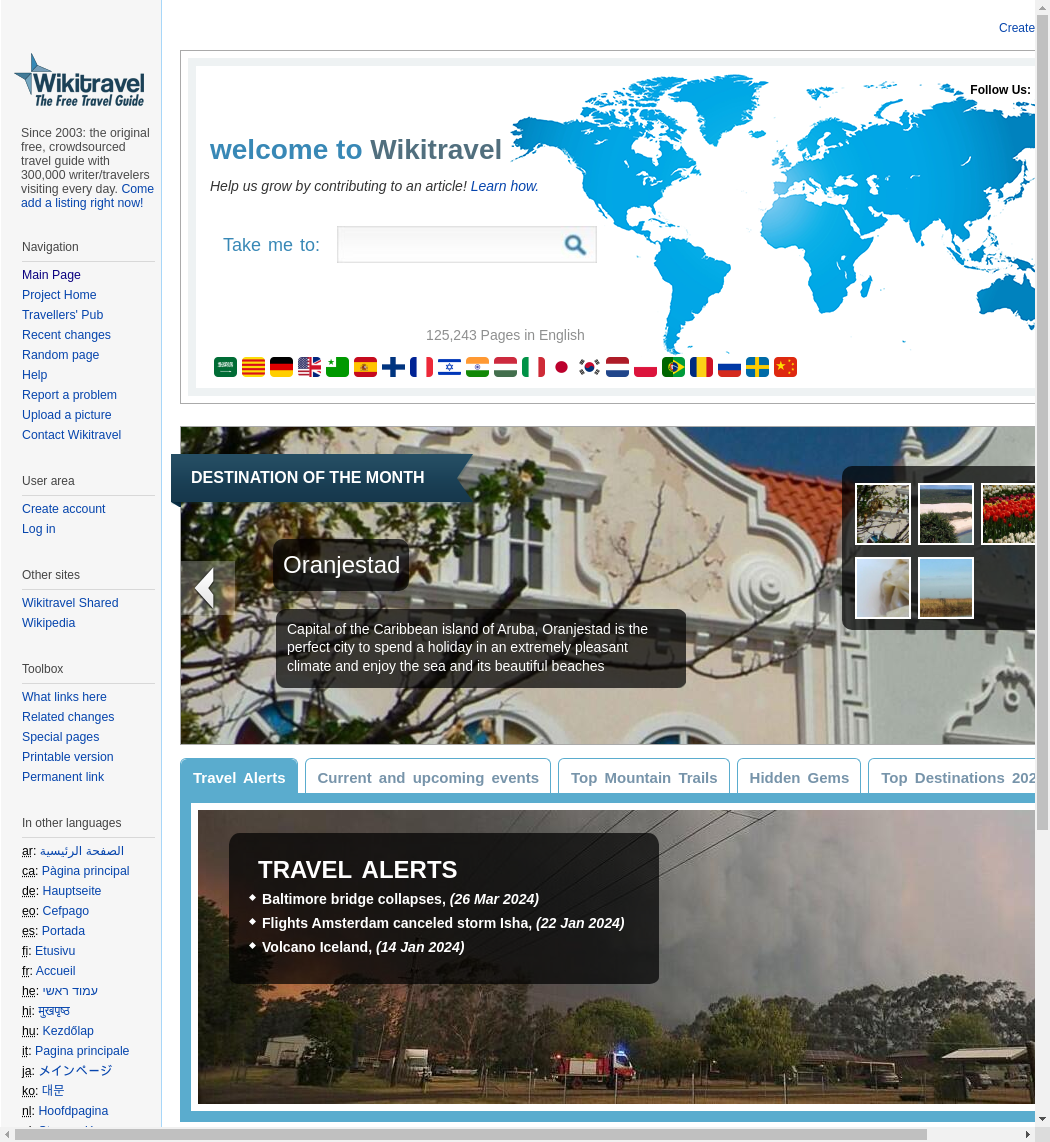 Create
Wikitravel
The Free Travel Guide
Since 2003: the original
free, crowdsourced
travel guide with
300,000 writer/travelers
visiting every day. Come
add a listing right now!
Navigation
Main Page
Project Home
Travellers' Pub
Recent changes
Random page
Help
Report a problem
Upload a picture
Contact Wikitravel
User area
Create account
Log in
Other sites
Wikitravel Shared
Wikipedia
Toolbox
What links here
Related changes
Special pages
Printable version
Permanent link
In other languages
ar: الصفحة الرئيسية
ca: Pàgina principal
de: Hauptseite
eo: Cefpago
es: Portada
fi: Etusivu
fr: Accueil
he: עמוד ראשי
hi: मुखपृष्ठ
hu: Kezdőlap
it: Pagina principale
ja: メインページ
ko: 대문
nl: Hoofdpagina
Follow Us:
welcome to Wikitravel
Help us grow by contributing to an article! Learn how.
Take me to:
125,243 Pages in English
DESTINATION OF THE MONTH
Oranjestad
Capital of the Caribbean island of Aruba, Oranjestad is the
perfect city to spend a holiday in an extremely pleasant
climate and enjoy the sea and its beautiful beaches
Travel Alerts Current and upcoming events Top Mountain Trails Hidden Gems Top Destinations 202
TRAVEL ALERTS
Baltimore bridge collapses, (26 Mar 2024)
Flights Amsterdam canceled storm Isha, (22 Jan 2024)
Volcano Iceland, (14 Jan 2024)